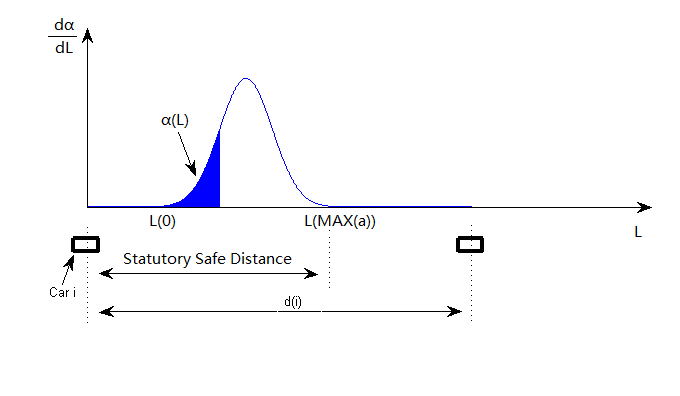 dα
dL
α(L)
L(0)
L(MAX(a))
L
Statutory Safe Distance
Car i
d(i)